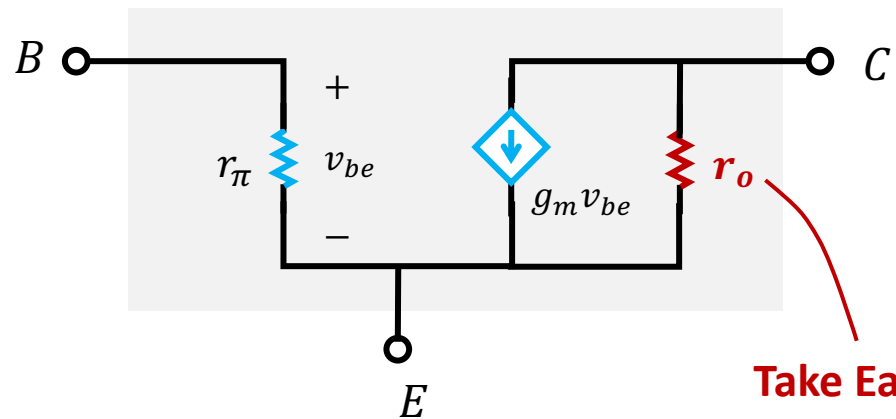 B
C
+
r_π
v_be
−
g_m v_be
r_o
E
Take Ea